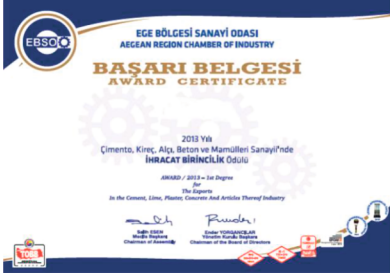 EBSO
EGE BÖLGESİ SANAYİ ODASI
AEGEAN REGION CHAMBER OF INDUSTRY
BAŞARI BELGESİ
AWARD CERTIFICATE
2013 Yılı
Çimento, Kireç, Alçı, Beton ve Mamülleri Sanayii'nde
İHRACAT BİRİNCİLİK Ödülü
AWARD / 2013 – 1st Degree
for
The Exports
In the Cement, Lime, Plaster, Concrete And Articles Thereof Industry
Salih ESEN
Meclis Başkanı
Chairman of Assembly
Ender YORGANCILAR
Yönetim Kurulu Başkanı
Chairman of the Board of Directors
TOBB